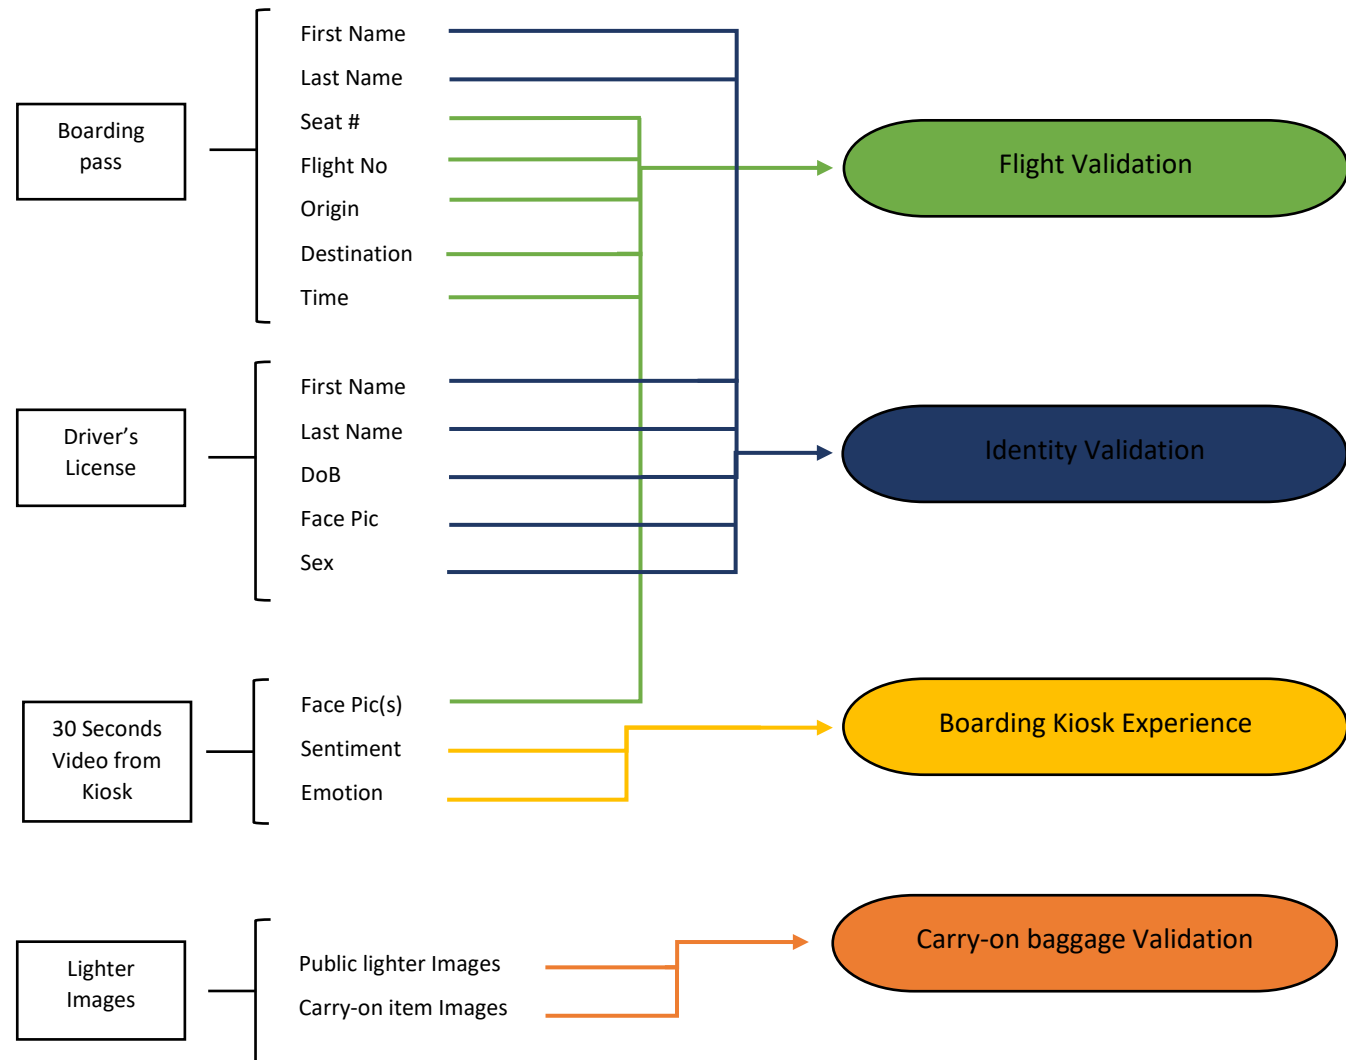 Boarding
pass
First Name
Last Name
Seat #
Flight No
Origin
Destination
Time
Flight Validation
Driver’s
License
First Name
Last Name
DoB
Face Pic
Sex
Identity Validation
30 Seconds
Video from
Kiosk
Face Pic(s)
Sentiment
Emotion
Boarding Kiosk Experience
Lighter
Images
Public lighter Images
Carry-on item Images
Carry-on baggage Validation